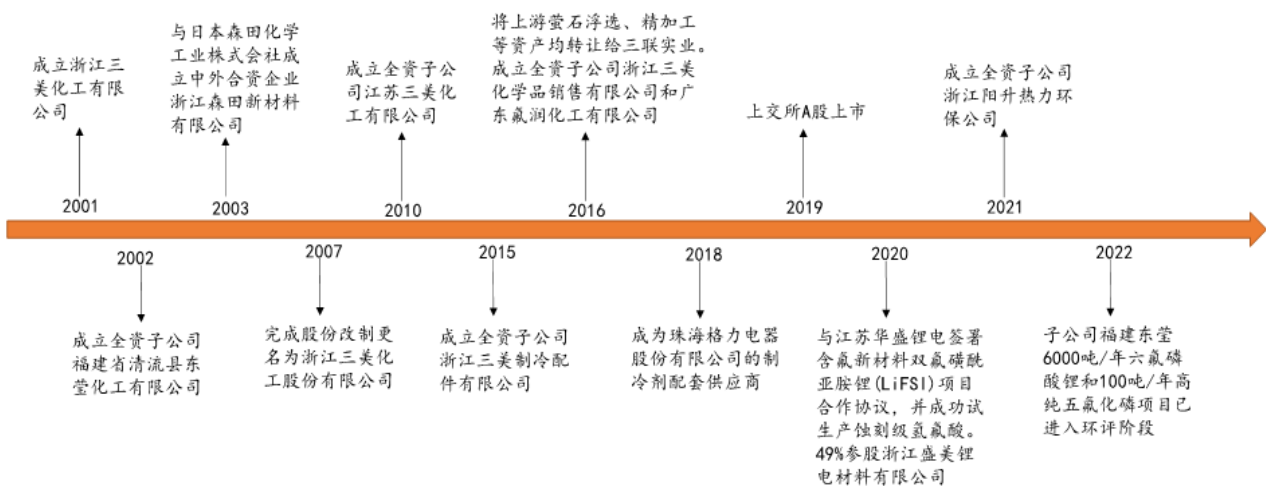 成立浙江三
美化工有限
公司
2001
2002
成立全资子公司
福建省清流县东
莹化工有限公司
与日本森田化学
工业株式会社成
立中外合资企业
浙江森田新材料
有限公司
2003
2007
完成股份改制更
名为浙江三美化
工股份有限公司
成立全资子公
司江苏三美化
工有限公司
2010
2015
成立全资子公司
浙江三美制冷配
件有限公司
将上游萤石浮选、精加工
等资产均转让给三联实业。
成立全资子公司浙江三美
化学品销售有限公司和广
东氟润化工有限公司
2016
2018
成为珠海格力电器
股份有限公司的制
冷剂配套供应商
上交所A股上市
2019
2020
与江苏华盛锂电签署
含氟新材料双氟磺酰
亚胺锂(LiFSI)项目
合作协议，并成功试
生产蚀刻级氢氟酸。
49%参股浙江盛美锂
电材料有限公司
成立全资子公司
浙江阳升热力环
保公司
2021
2022
子公司福建东莹
6000吨/年六氟磷
酸锂和100吨/年高
纯五氟化磷项目已
进入环评阶段